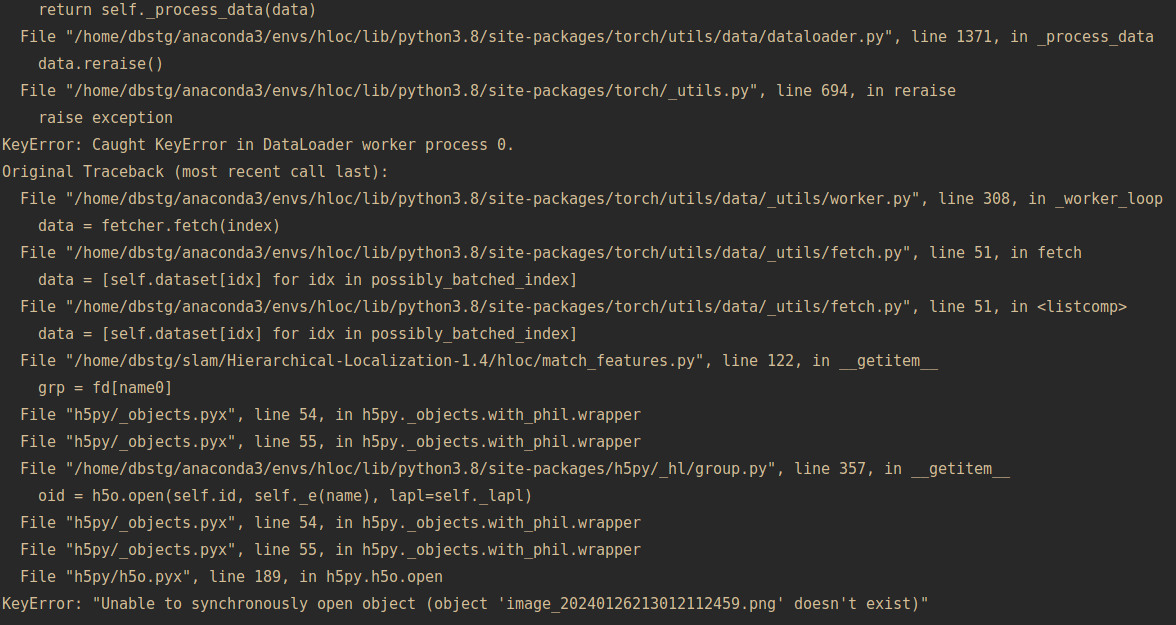 return self._process_data(data)
File "/home/dbstg/anaconda3/envs/hloc/lib/python3.8/site-packages/torch/utils/data/dataloader.py", line 1371, in _process_data
data.reraise()
File "/home/dbstg/anaconda3/envs/hloc/lib/python3.8/site-packages/torch/_utils.py", line 694, in reraise
raise exception
KeyError: Caught KeyError in DataLoader worker process 0.
Original Traceback (most recent call last):
File "/home/dbstg/anaconda3/envs/hloc/lib/python3.8/site-packages/torch/utils/data/_utils/worker.py", line 308, in _worker_loop
data = fetcher.fetch(index)
File "/home/dbstg/anaconda3/envs/hloc/lib/python3.8/site-packages/torch/utils/data/_utils/fetch.py", line 51, in fetch
data = [self.dataset[idx] for idx in possibly_batched_index]
File "/home/dbstg/anaconda3/envs/hloc/lib/python3.8/site-packages/torch/utils/data/_utils/fetch.py", line 51, in <listcomp>
data = [self.dataset[idx] for idx in possibly_batched_index]
File "/home/dbstg/slam/Hierarchical-Localization-1.4/hloc/match_features.py", line 122, in __getitem__
grp = fd[name0]
File "h5py/_objects.pyx", line 54, in h5py._objects.with_phil.wrapper
File "h5py/_objects.pyx", line 55, in h5py._objects.with_phil.wrapper
File "/home/dbstg/anaconda3/envs/hloc/lib/python3.8/site-packages/h5py/_hl/group.py", line 357, in __getitem__
oid = h5o.open(self.id, self._e(name), lapl=self._lapl)
File "h5py/_objects.pyx", line 54, in h5py._objects.with_phil.wrapper
File "h5py/_objects.pyx", line 55, in h5py._objects.with_phil.wrapper
File "h5py/h5o.pyx", line 189, in h5py.h5o.open
KeyError: "Unable to synchronously open object (object 'image_20240126213012112459.png' doesn't exist)"